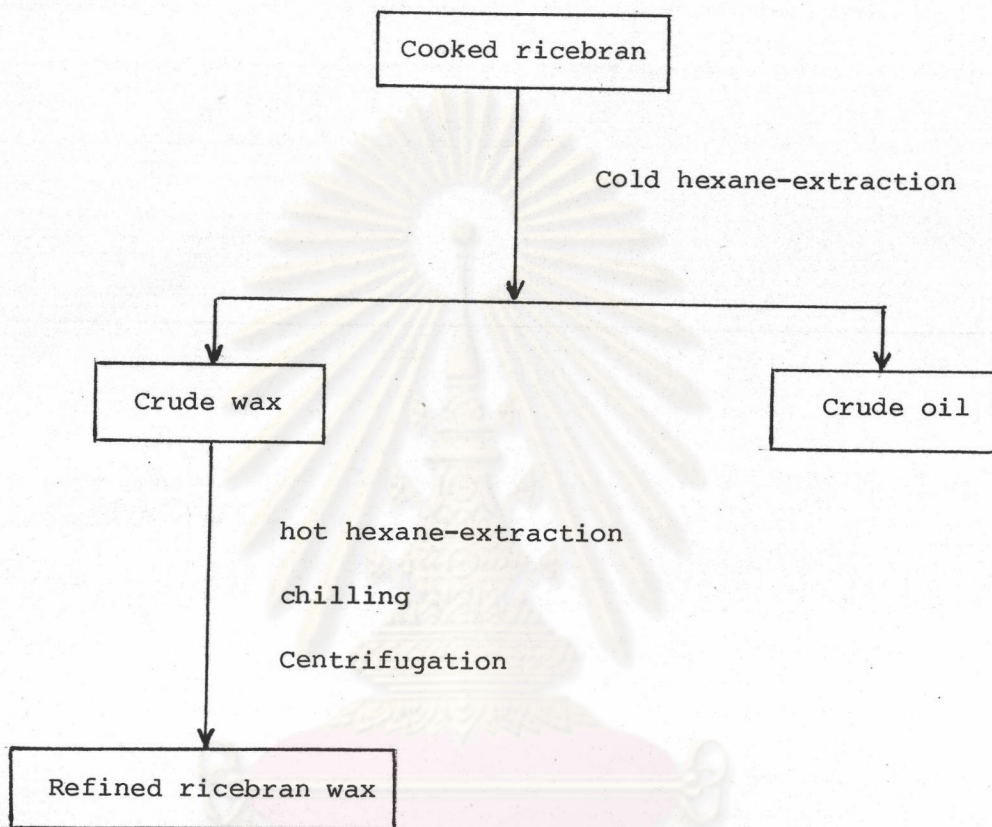 Cooked ricebran
Cold hexane-extraction
Crude wax
Crude oil
hot hexane-extraction
chilling
Centrifugation
Refined ricebran wax